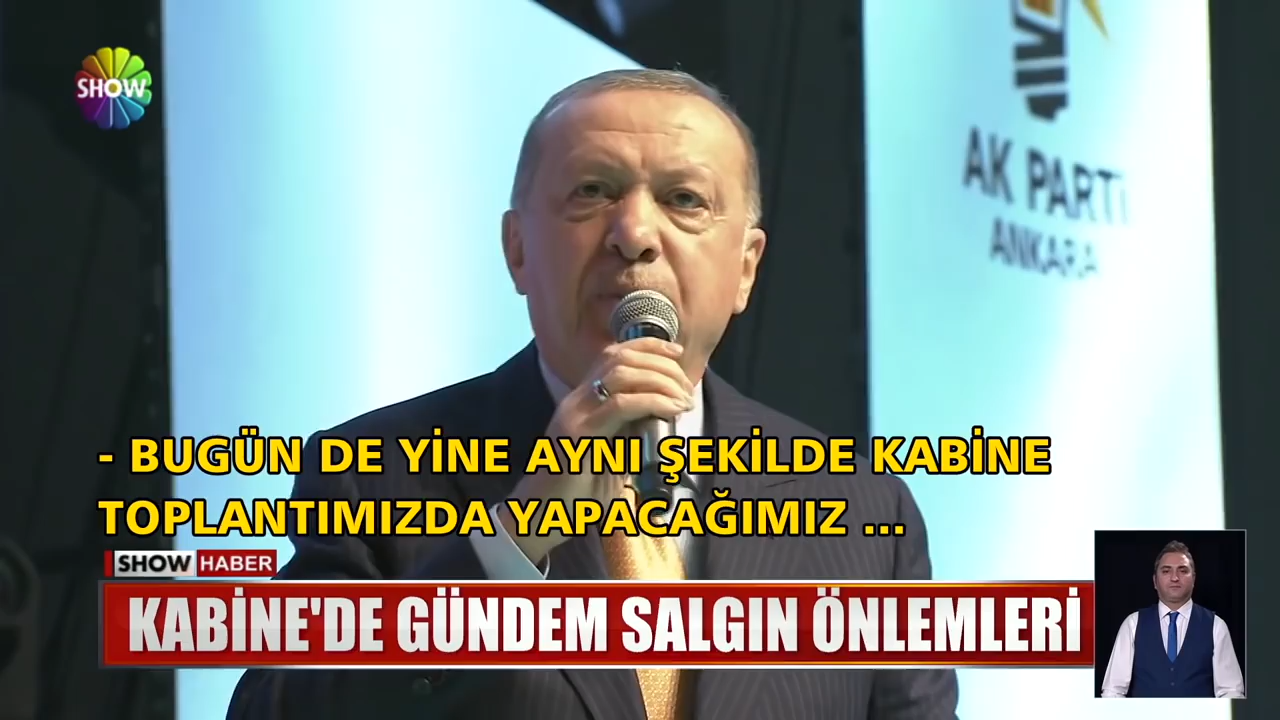 SHOW
AK PARTİ
ANKARA
- BUGÜN DE YİNE AYNI ŞEKİLDE KABİNE
TOPLANTIMIZDA YAPACAĞIMIZ ...
SHOW HABER
KABİNE'DE GÜNDEM SALGIN ÖNLEMLERİ